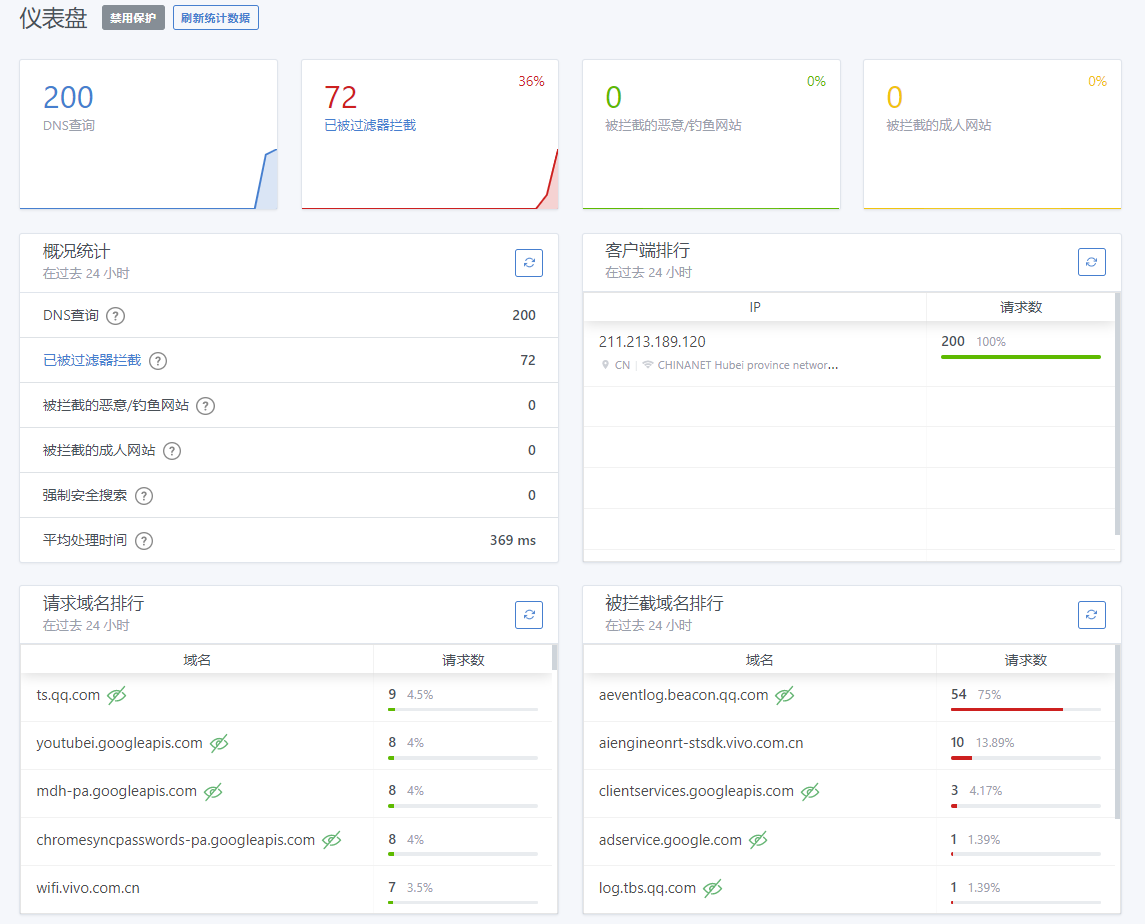 仪表盘 禁用保护 刷新统计数据
200
DNS查询
36%
72
已被过滤器拦截
0%
0
被拦截的恶意/钓鱼网站
0%
0
被拦截的成人网站
概况统计
在过去 24 小时
DNS查询 ? 200
已被过滤器拦截 ? 72
被拦截的恶意/钓鱼网站 ? 0
被拦截的成人网站 ? 0
强制安全搜索 ? 0
平均处理时间 ? 369 ms
客户端排行
在过去 24 小时
IP 请求数
211.213.189.120 200 100%
CN | CHINANET Hubei province networ...
请求域名排行
在过去 24 小时
域名 请求数
ts.qq.com 9 4.5%
youtubei.googleapis.com 8 4%
mdh-pa.googleapis.com 8 4%
chromesyncpasswords-pa.googleapis.com 8 4%
wifi.vivo.com.cn 7 3.5%
被拦截域名排行
在过去 24 小时
域名 请求数
aeventlog.beacon.qq.com 54 75%
aiengineonrt-stsdk.vivo.com.cn 10 13.89%
clientservices.googleapis.com 3 4.17%
adservice.google.com 1 1.39%
log.tbs.qq.com 1 1.39%